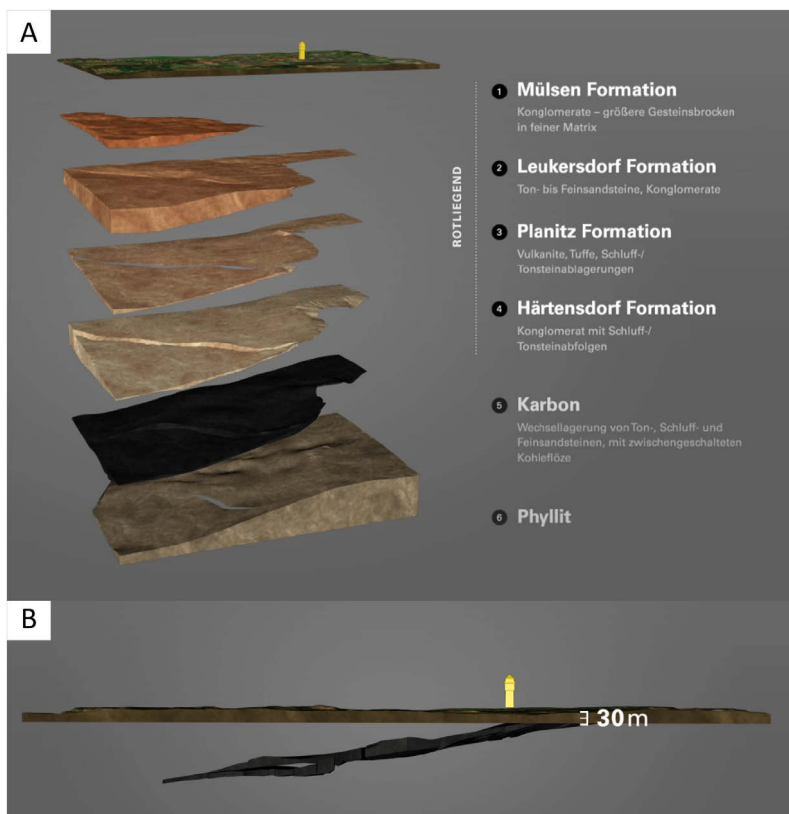 A
ROTLIEGEND
1 Mülsen Formation
Konglomerate – größere Gesteinsbrocken
in feiner Matrix
2 Leukersdorf Formation
Ton- bis Feinsandsteine, Konglomerate
3 Planitz Formation
Vulkanite, Tuffe, Schluff-/
Tonsteinablagerungen
4 Härtensdorf Formation
Konglomerat mit Schluff-/
Tonsteinabfolgen
5 Karbon
Wechsellagerung von Ton-, Schluff- und
Feinsandsteinen, mit zwischengeschalteten
Kohleflöze
6 Phyllit
B
30 m